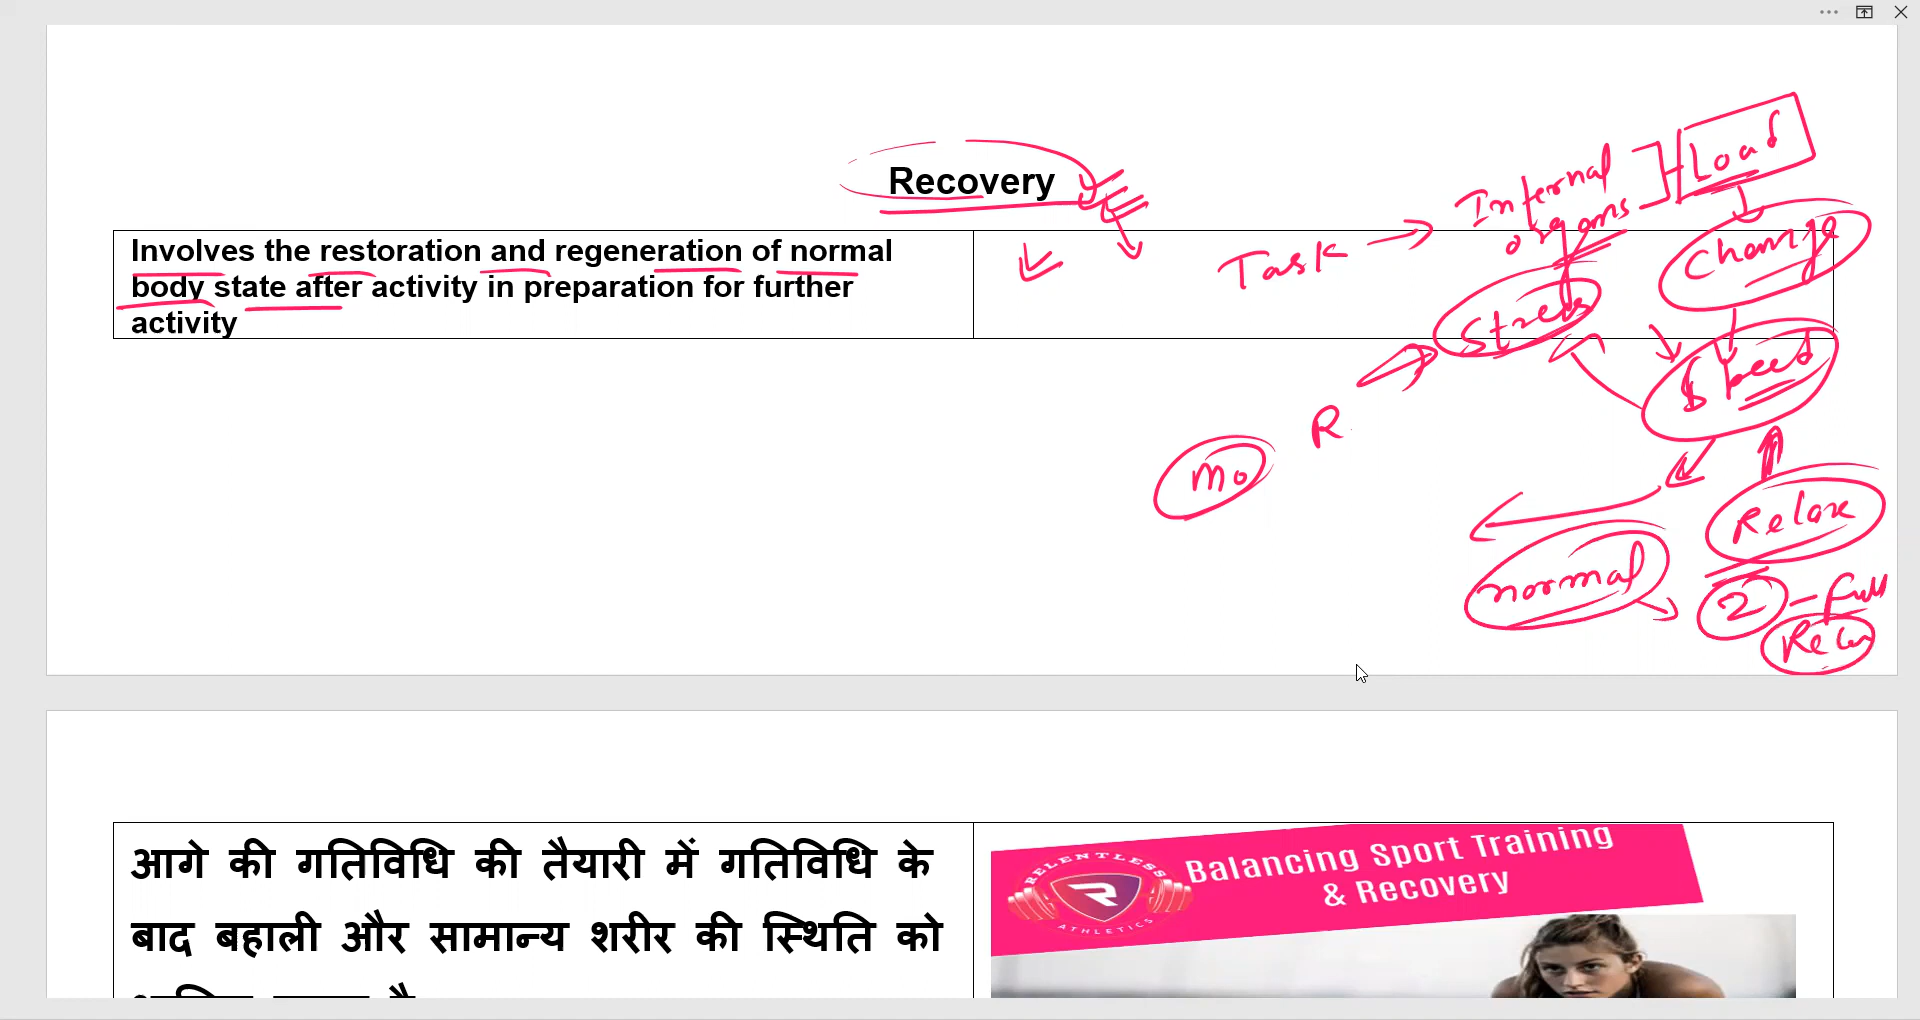 Recovery
Involves the restoration and regeneration of normal
body state after activity in preparation for further
activity
Load
Internal
organs
Task
Change
Stress
Speed
R
mo
Relax
normal
2 - full
आगे की गतिविधि की तैयारी में गतिविधि के
बाद बहाली और सामान्य शरीर की स्थिति को
RELENTLESS
R
ATHLETICS
Balancing Sport Training
& Recovery